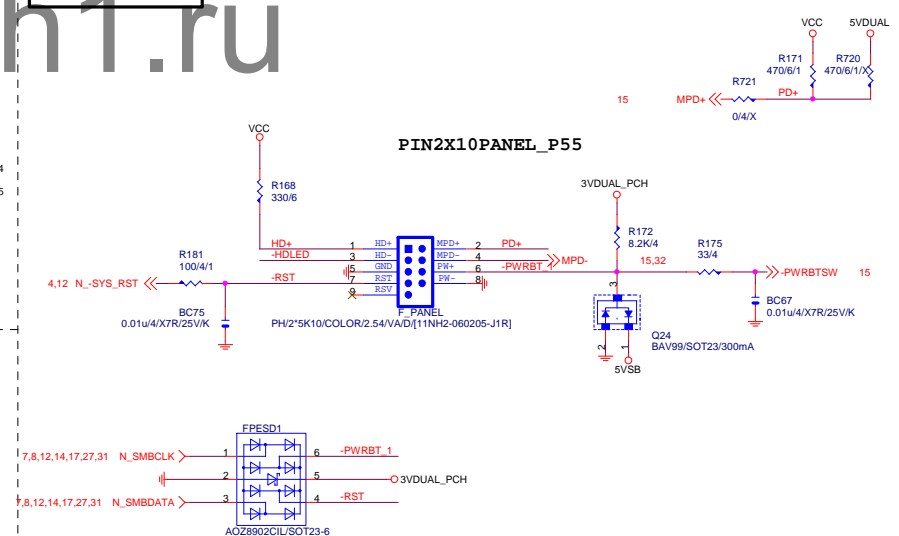 h1.ru
VCC 5VDUAL
R171 470/6/1
R720 470/6/1/X
R721
15 MPD+ PD+
0/4/X
PIN2X10PANEL_P55
VCC
3VDUAL_PCH
R168 330/6
R172 8.2K/4
HD+ 1 HD+ MPD+ 2 PD+
-HDLED 3 HD- MPD- 4 MPD- 15,32
5 GND PW+ 6 -PWRBT_
-RST 7 RST PW- 8
9 RSV
R181 100/4/1
4,12 N_-SYS_RST
R175 33/4
-PWRBTSW 15
BC75 0.01u/4/X7R/25V/K
F_PANEL
PH/2*5K10/COLOR/2.54/VA/D/[11NH2-060205-J1R]
3
BC67 0.01u/4/X7R/25V/K
Q24 BAV99/SOT23/300mA
2 1
5VSB
4
5
FPESD1
7,8,12,14,17,27,31 N_SMBCLK 1 6 -PWRBT_1
2 5 3VDUAL_PCH
7,8,12,14,17,27,31 N_SMBDATA 3 4 -RST
AOZ8902CIL/SOT23-6